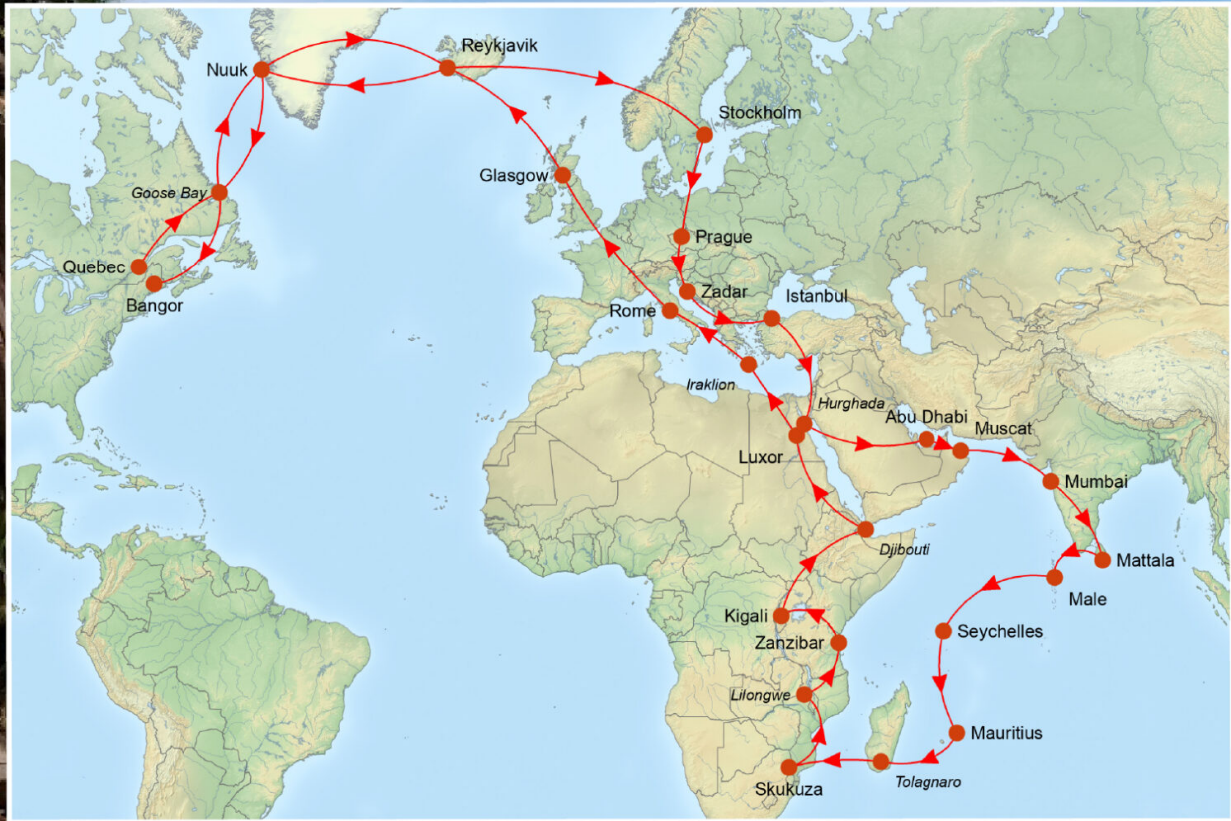 Reykjavik
Nuuk
Stockholm
Glasgow
Goose Bay
Prague
Quebec
Bangor
Zadar
Istanbul
Rome
Iraklion
Hurghada
Abu Dhabi
Muscat
Luxor
Mumbai
Djibouti
Mattala
Male
Kigali
Seychelles
Zanzibar
Lilongwe
Mauritius
Tolagnaro
Skukuza